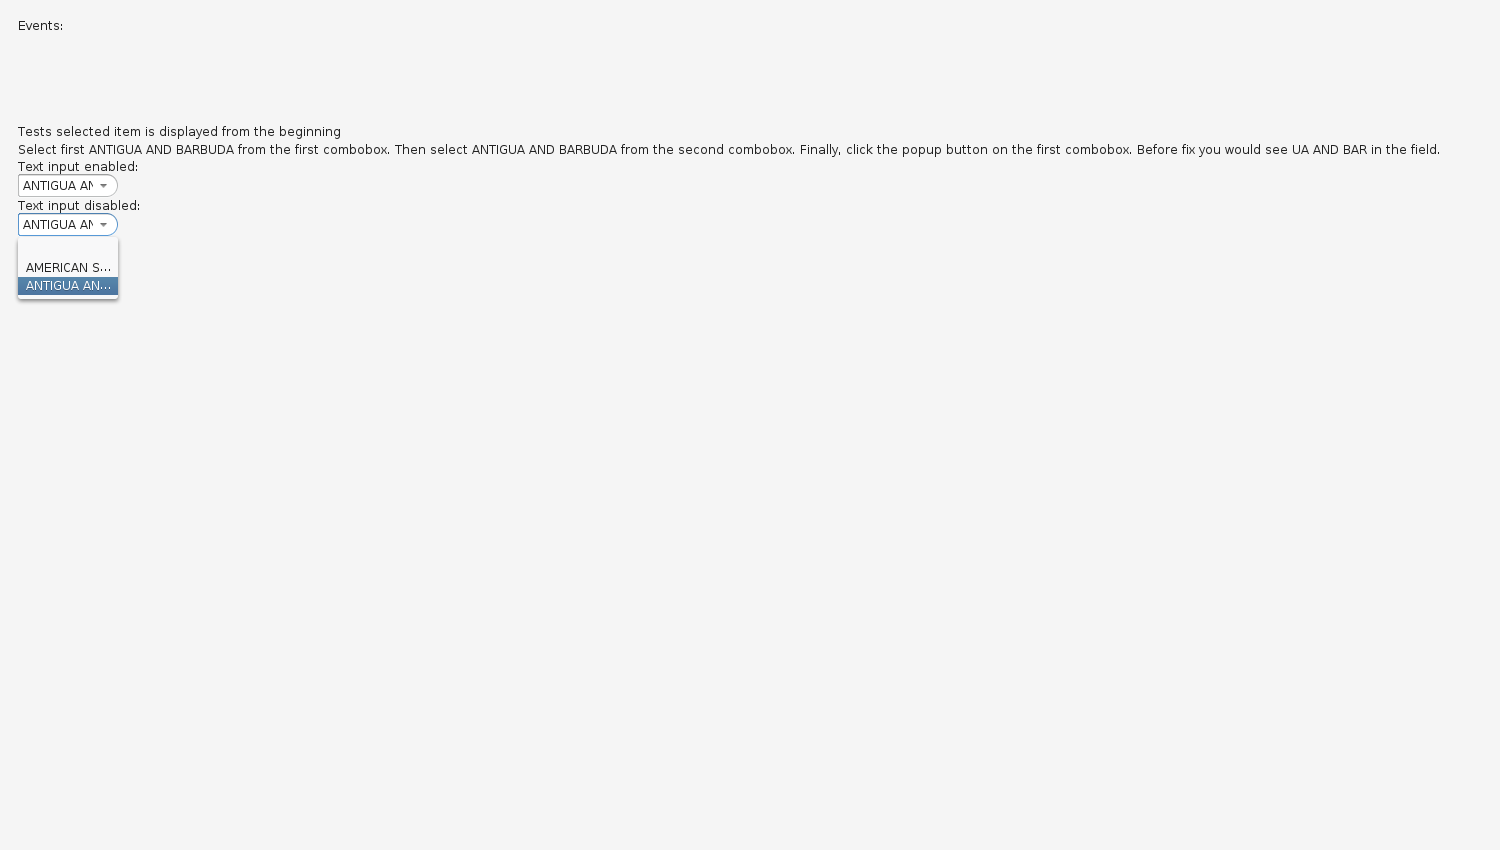 Events:
Tests selected item is displayed from the beginning
Select first ANTIGUA AND BARBUDA from the first combobox. Then select ANTIGUA AND BARBUDA from the second combobox. Finally, click the popup button on the first combobox. Before fix you would see UA AND BAR in the field.
Text input enabled:
ANTIGUA AN
Text input disabled:
ANTIGUA AN
AMERICAN S...
ANTIGUA AN...